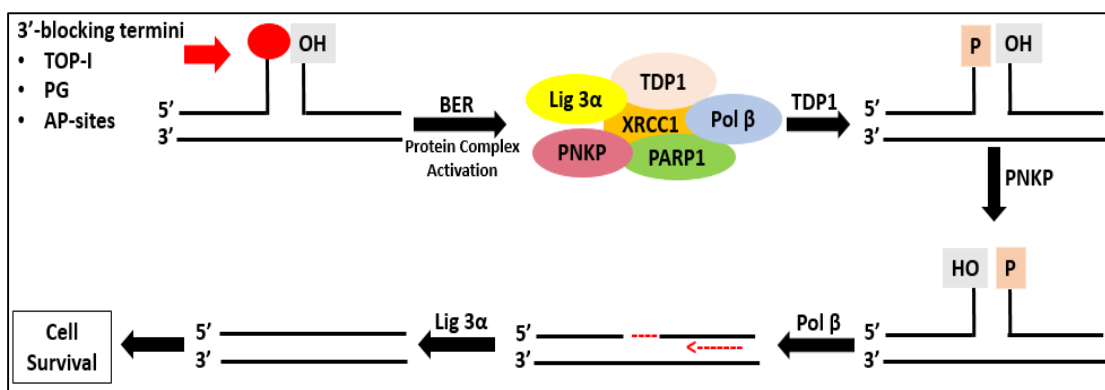 3’-blocking termini
• TOP-I
• PG
• AP-sites
OH
5’
3’
BER
Protein Complex
Activation
TDP1
Lig 3α
XRCC1
Pol β
PNKP
PARP1
TDP1
P
OH
5’
3’
PNKP
HO
P
5’
3’
Pol β
5’
3’
Lig 3α
5’
3’
Cell
Survival